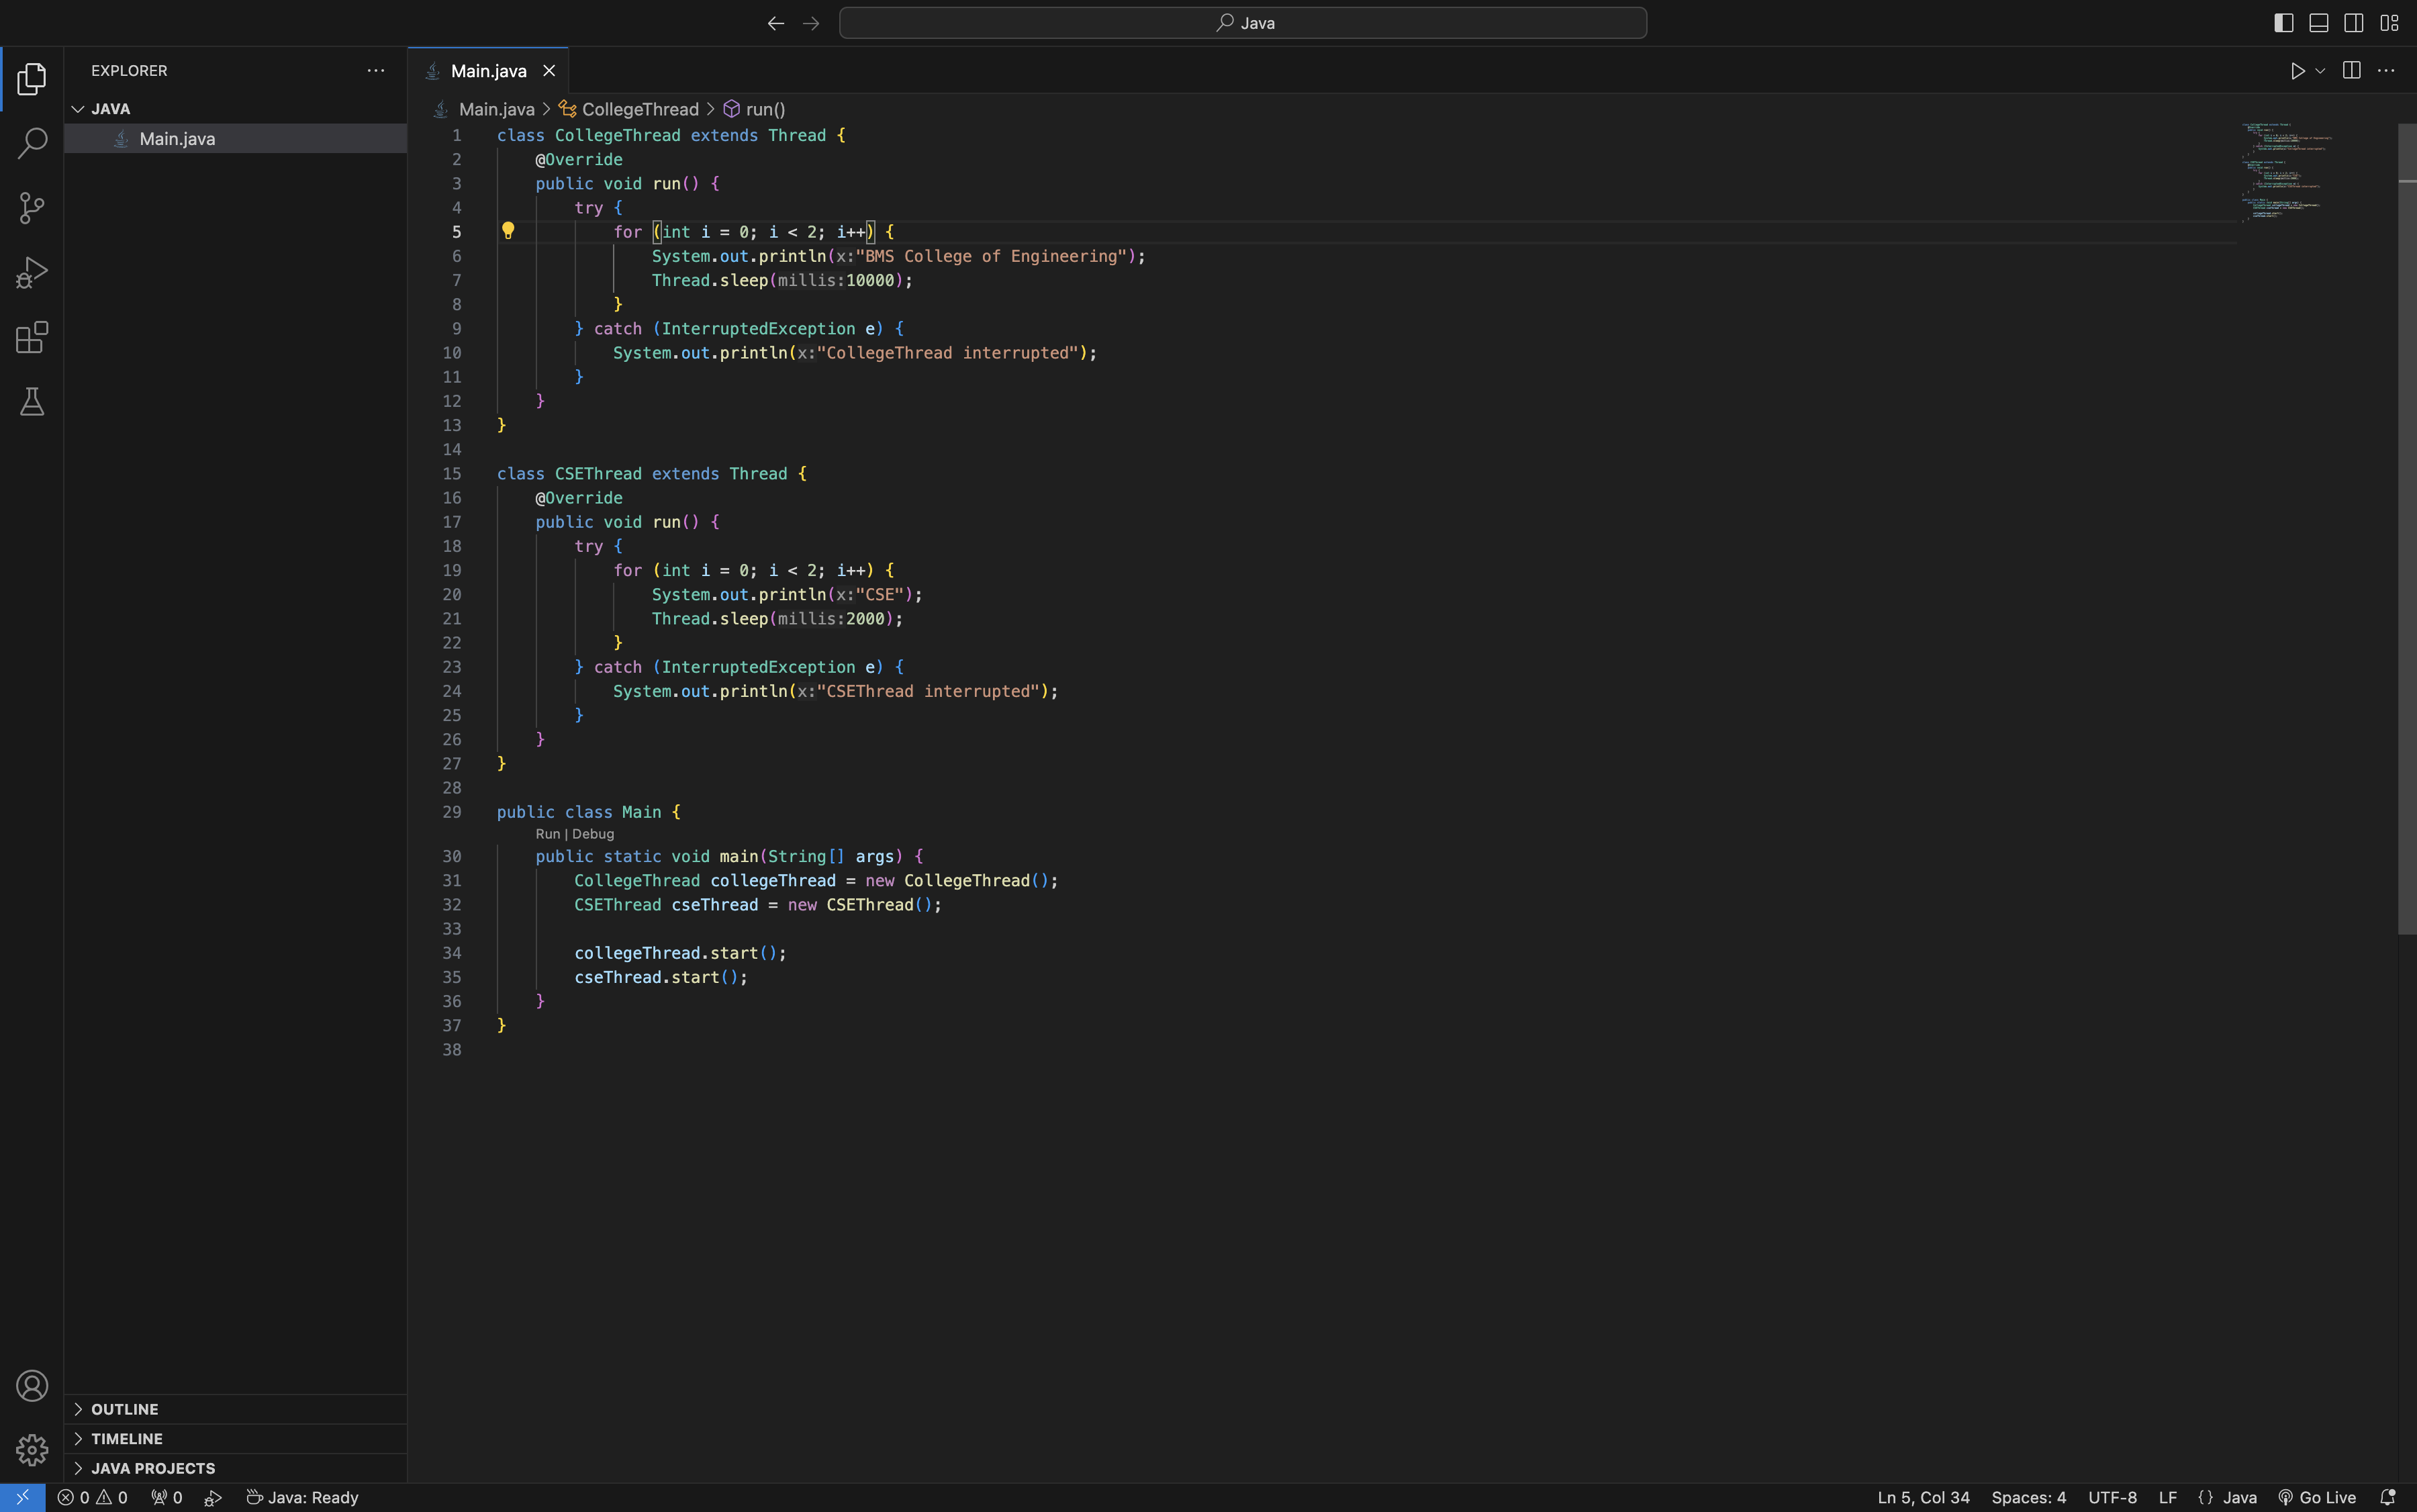 Java
EXPLORER
JAVA
Main.java
Main.java
Main.java > CollegeThread > run()
1 class CollegeThread extends Thread {
2 @Override
3 public void run() {
4 try {
5 for (int i = 0; i < 2; i++) {
6 System.out.println(x:"BMS College of Engineering");
7 Thread.sleep(millis:10000);
8 }
9 } catch (InterruptedException e) {
10 System.out.println(x:"CollegeThread interrupted");
11 }
12 }
13 }
14
15 class CSEThread extends Thread {
16 @Override
17 public void run() {
18 try {
19 for (int i = 0; i < 2; i++) {
20 System.out.println(x:"CSE");
21 Thread.sleep(millis:2000);
22 }
23 } catch (InterruptedException e) {
24 System.out.println(x:"CSEThread interrupted");
25 }
26 }
27 }
28
29 public class Main {
Run | Debug
30 public static void main(String[] args) {
31 CollegeThread collegeThread = new CollegeThread();
32 CSEThread cseThread = new CSEThread();
33
34 collegeThread.start();
35 cseThread.start();
36 }
37 }
38
OUTLINE
TIMELINE
JAVA PROJECTS
0 0 0 Java: Ready Ln 5, Col 34 Spaces: 4 UTF-8 LF {} Java Go Live